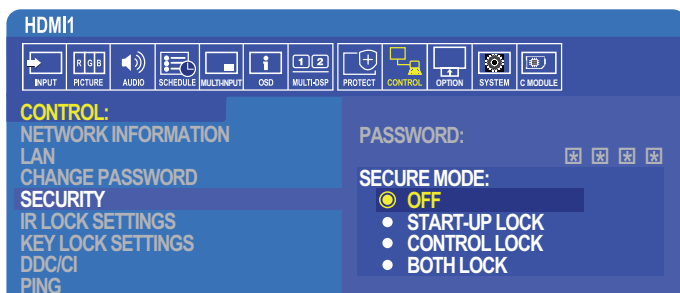 HDMI1
INPUT RGB PICTURE AUDIO SCHEDULE MULTI-INPUT OSD 12 MULTI-DSP PROTECT CONTROL OPTION SYSTEM C MODULE
CONTROL:
NETWORK INFORMATION
PASSWORD:
LAN
* * * *
CHANGE PASSWORD
SECURE MODE:
SECURITY
OFF
IR LOCK SETTINGS
START-UP LOCK
KEY LOCK SETTINGS
CONTROL LOCK
DDC/CI
BOTH LOCK
PING